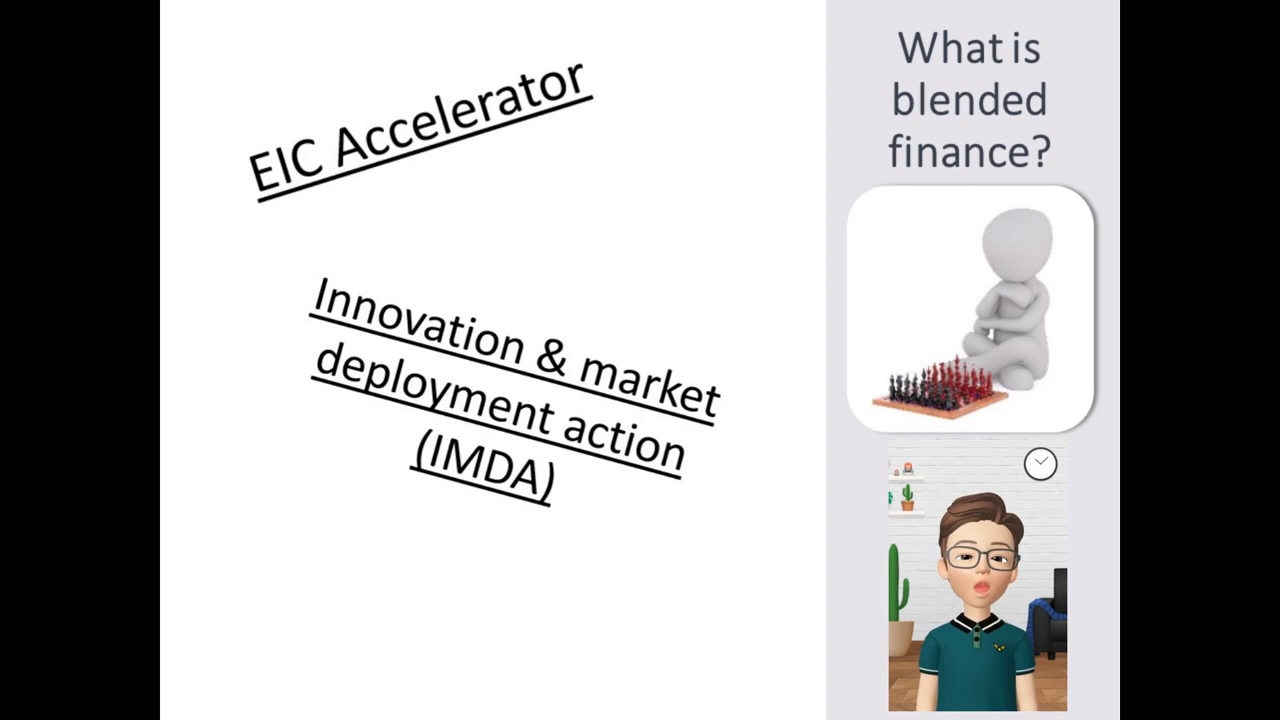 EIC Accelerator
Innovation & market
deployment action
(IMDA)
What is
blended
finance?